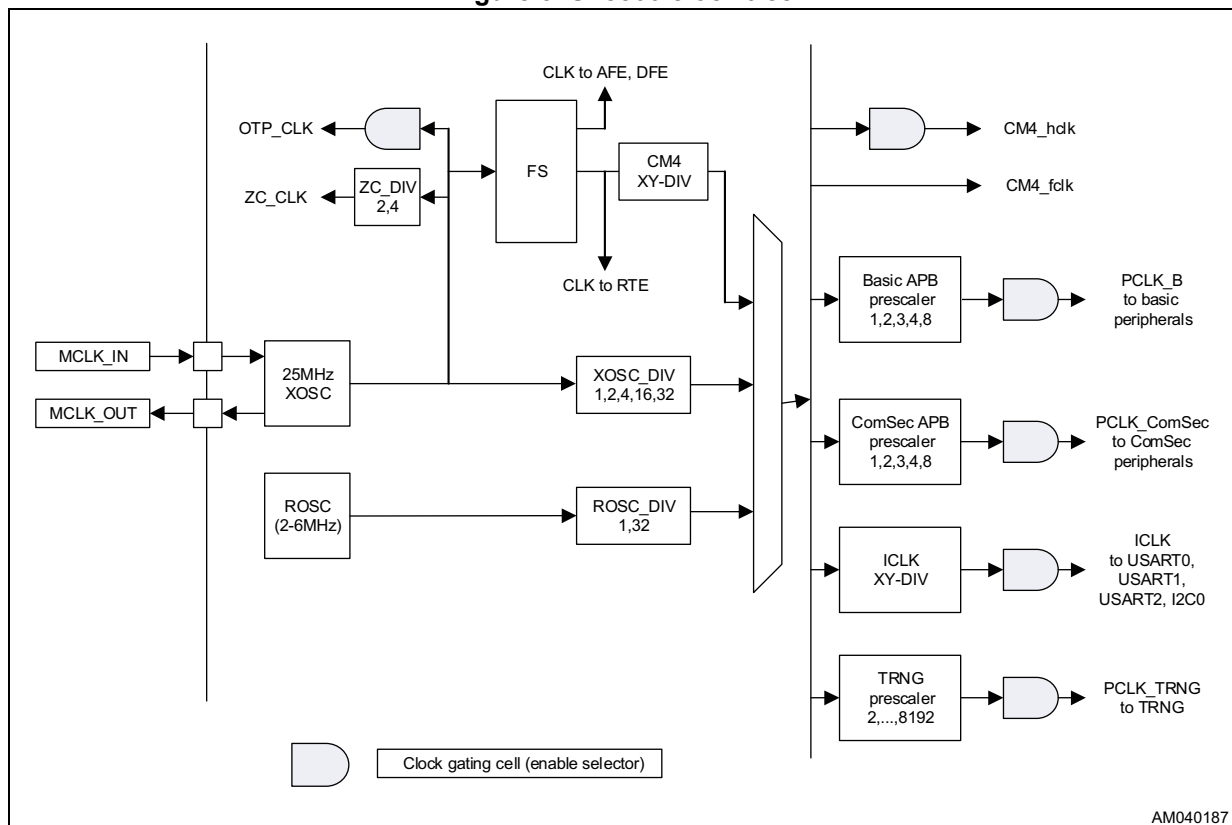 CLK to AFE, DFE
OTP_CLK
ZC_CLK
ZC_DIV
2,4
FS
CM4
XY-DIV
CLK to RTE
CM4_hclk
CM4_fclk
Basic APB
prescaler
1,2,3,4,8
PCLK_B
to basic
peripherals
MCLK_IN
MCLK_OUT
25MHz
XOSC
XOSC_DIV
1,2,4,16,32
ComSec APB
prescaler
1,2,3,4,8
PCLK_ComSec
to ComSec
peripherals
ROSC
(2-6MHz)
ROSC_DIV
1,32
ICLK
XY-DIV
ICLK
to USART0,
USART1,
USART2, I2C0
TRNG
prescaler
2,...,8192
PCLK_TRNG
to TRNG
Clock gating cell (enable selector)
AM040187